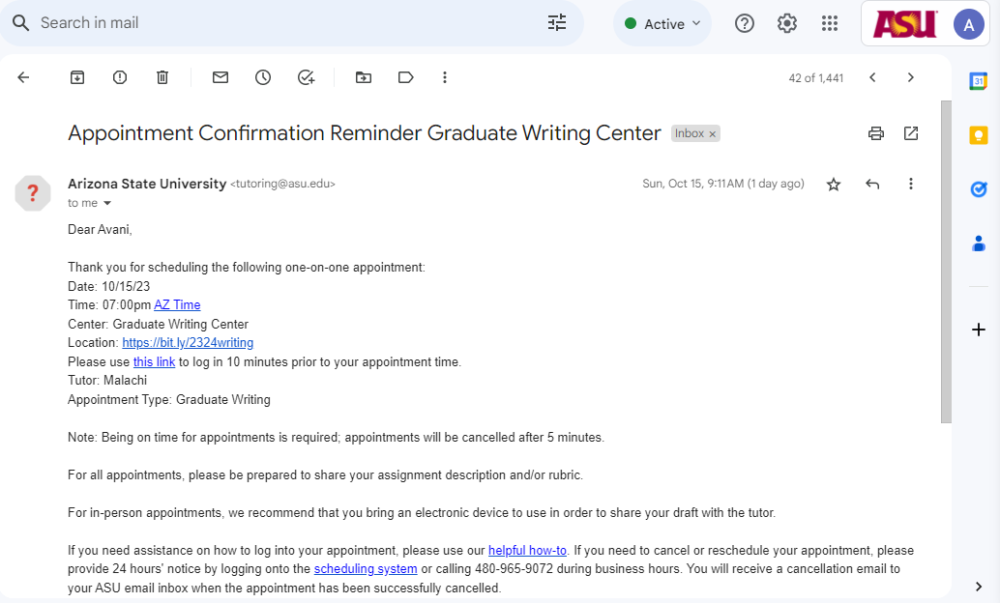 Search in mail
Active
ASU
A
42 of 1,441
31
Appointment Confirmation Reminder Graduate Writing Center
Inbox ×
?
Arizona State University <tutoring@asu.edu>
Sun, Oct 15, 9:11 AM (1 day ago)
to me
Dear Avani,
Thank you for scheduling the following one-on-one appointment:
Date: 10/15/23
Time: 07:00pm AZ Time
Center: Graduate Writing Center
Location: https://bit.ly/2324writing
Please use this link to log in 10 minutes prior to your appointment time.
Tutor: Malachi
Appointment Type: Graduate Writing
Note: Being on time for appointments is required; appointments will be cancelled after 5 minutes.
For all appointments, please be prepared to share your assignment description and/or rubric.
For in-person appointments, we recommend that you bring an electronic device to use in order to share your draft with the tutor.
If you need assistance on how to log into your appointment, please use our helpful how-to. If you need to cancel or reschedule your appointment, please
provide 24 hours' notice by logging onto the scheduling system or calling 480-965-9072 during business hours. You will receive a cancellation email to
your ASU email inbox when the appointment has been successfully cancelled.